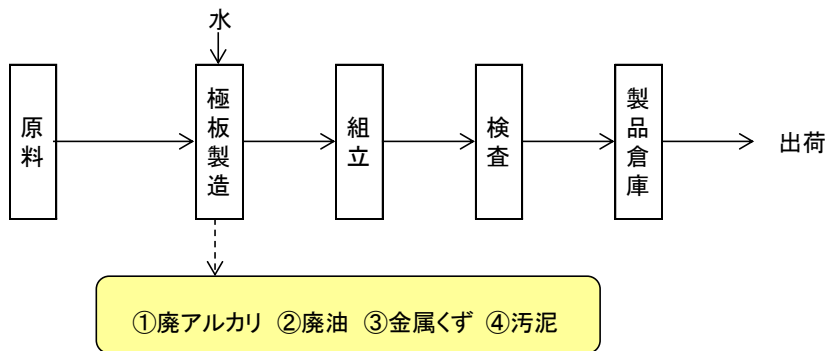 水
原料
極板製造
組立
検査
製品倉庫
出荷
①廃アルカリ ②廃油 ③金属くず ④汚泥